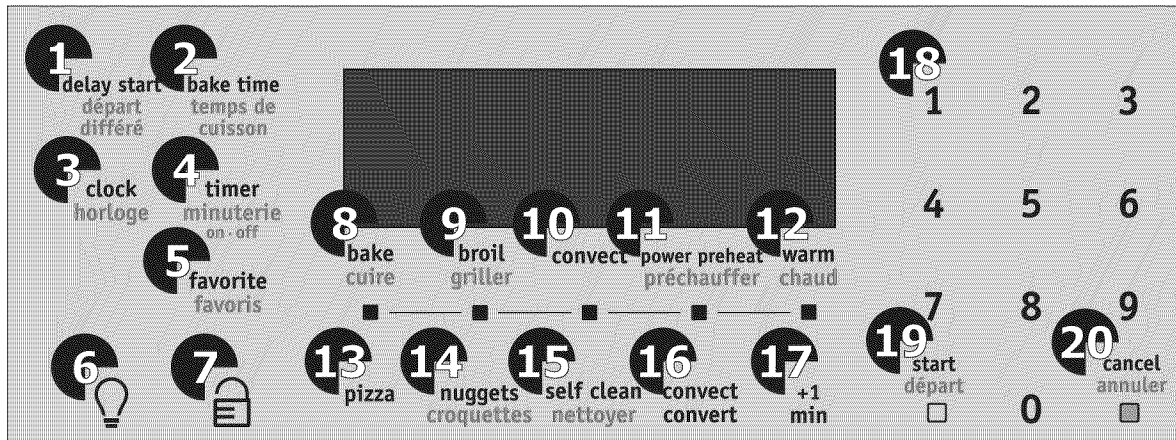 1
delay start
départ
différé
2
bake time
temps de
cuisson
3
clock
horloge
4
timer
minuterie
on·off
5
favorite
favoris
6
7
8
bake
cuire
9
broil
griller
10
convect
11
power preheat
préchauffer
12
warm
chaud
13
pizza
14
nuggets
croquettes
15
self clean
nettoyer
16
convect
convert
17
+1
min
18
1 2 3
4 5 6
7 8 9
19
start
départ
0
20
cancel
annuler